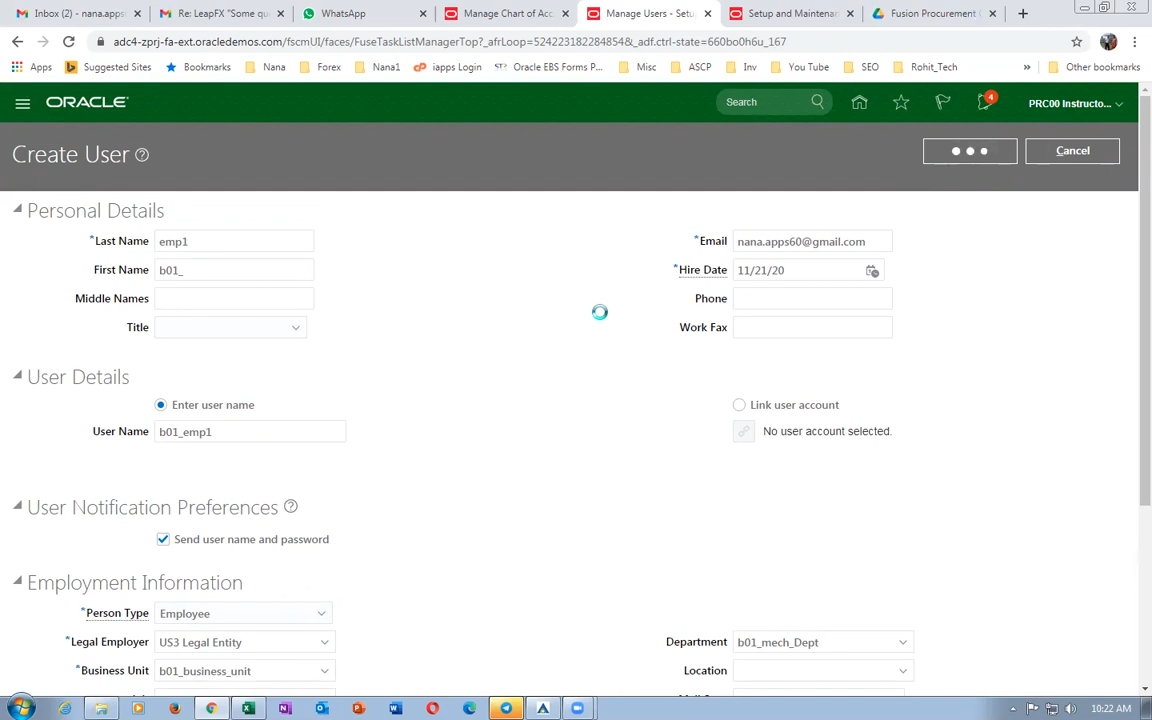 Inbox (2) - nana.apps
Re: LeapFX "Some qu
WhatsApp
Manage Chart of Acc
Manage Users - Setu
Setup and Maintenan
Fusion Procurement
adc4-zprj-fa-ext.oracledemos.com/fscmUI/faces/FuseTaskListManagerTop?_afrLoop=52422318228485​4&_adf.ctrl-state=660bo0h6u_167
Apps
Suggested Sites
Bookmarks
Nana
Forex
Nana1
iapps Login
Oracle EBS Forms P...
Misc
ASCP
Inv
You Tube
SEO
Rohit_Tech
»
Other bookmarks
ORACLE
Search
4
PRC00 Instructo...
Create User
Cancel
Personal Details
*Last Name emp1
*Email nana.apps60@gmail.com
First Name b01_
*Hire Date 11/21/20
Middle Names
Phone
Title
Work Fax
User Details
Enter user name
Link user account
User Name b01_emp1
No user account selected.
User Notification Preferences
Send user name and password
Employment Information
*Person Type Employee
*Legal Employer US3 Legal Entity
Department b01_mech_Dept
*Business Unit b01_business_unit
Location
10:22 AM